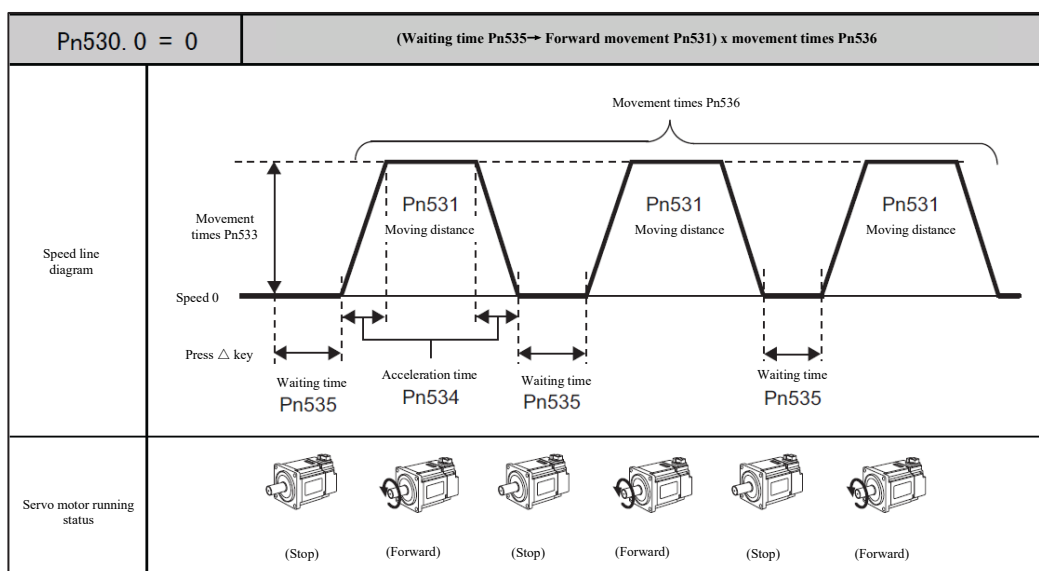 Pn530. 0 = 0
(Waiting time Pn535→ Forward movement Pn531) x movement times Pn536
Speed line
diagram
Movement times Pn536
Movement
times Pn533
Pn531
Moving distance
Pn531
Moving distance
Pn531
Moving distance
Speed 0
Press △ key
Waiting time
Pn535
Acceleration time
Pn534
Waiting time
Pn535
Waiting time
Pn535
Servo motor running
status
(Stop)
(Forward)
(Stop)
(Forward)
(Stop)
(Forward)